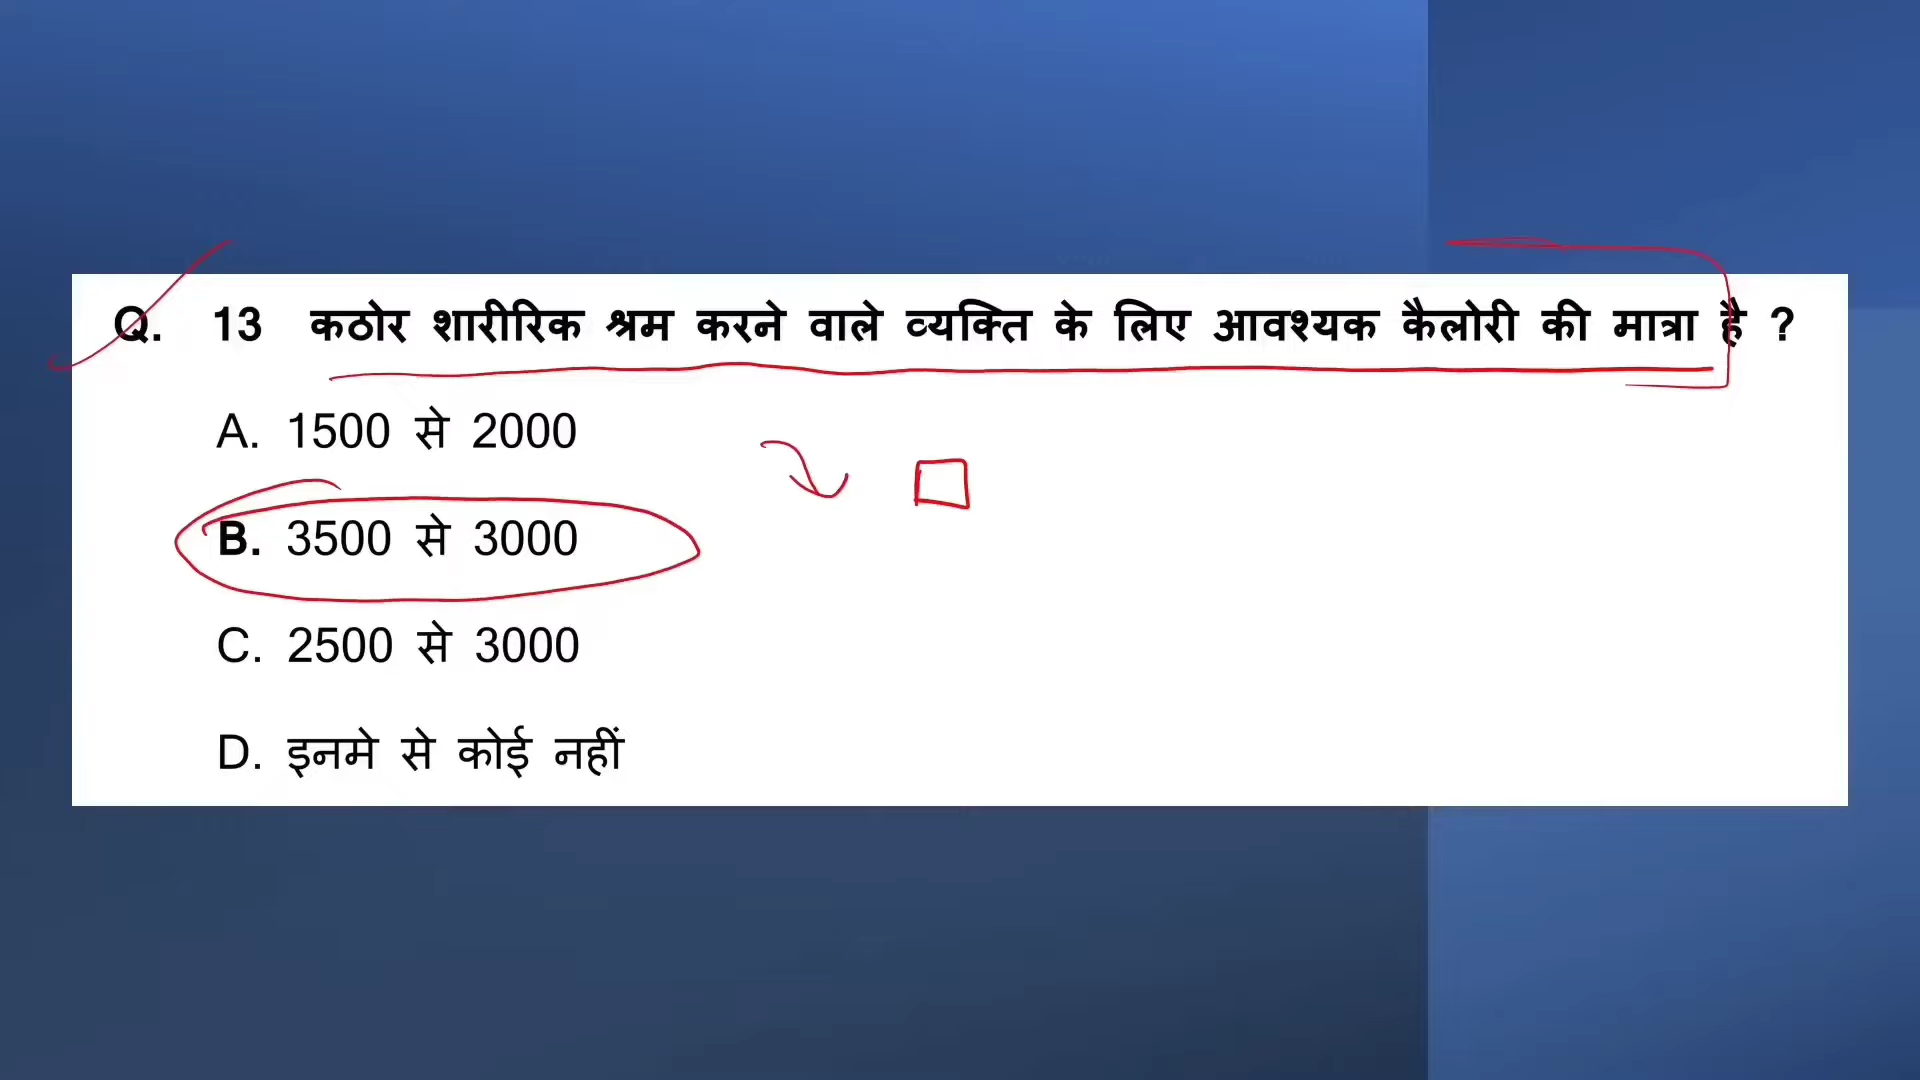 Q. 13 कठोर शारीरिक श्रम करने वाले व्यक्ति के लिए आवश्यक कैलोरी की मात्रा है ?
A. 1500 से 2000
B. 3500 से 3000
C. 2500 से 3000
D. इनमे से कोई नहीं